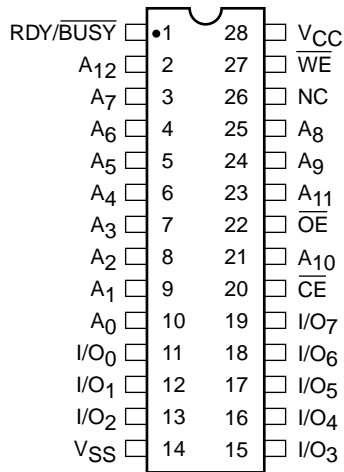 RDY/BUSY •1 28 VCC
A12 2 27 WE
A7 3 26 NC
A6 4 25 A8
A5 5 24 A9
A4 6 23 A11
A3 7 22 OE
A2 8 21 A10
A1 9 20 CE
A0 10 19 I/O7
I/O0 11 18 I/O6
I/O1 12 17 I/O5
I/O2 13 16 I/O4
VSS 14 15 I/O3